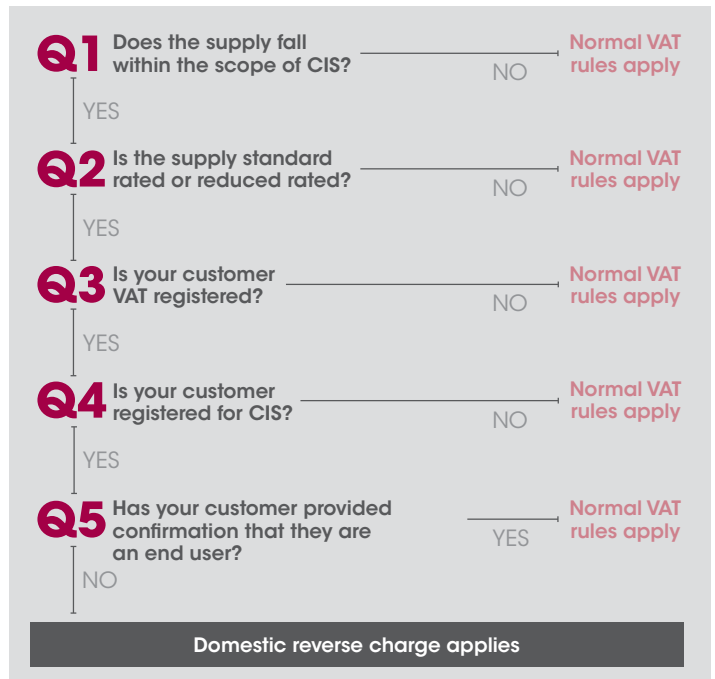 Q1 Does the supply fall
within the scope of CIS?
NO
Normal VAT
rules apply
YES
Q2 Is the supply standard
rated or reduced rated?
NO
Normal VAT
rules apply
YES
Q3 Is your customer
VAT registered?
NO
Normal VAT
rules apply
YES
Q4 Is your customer
registered for CIS?
NO
Normal VAT
rules apply
YES
Q5 Has your customer provided
confirmation that they are
an end user?
YES
Normal VAT
rules apply
NO
Domestic reverse charge applies